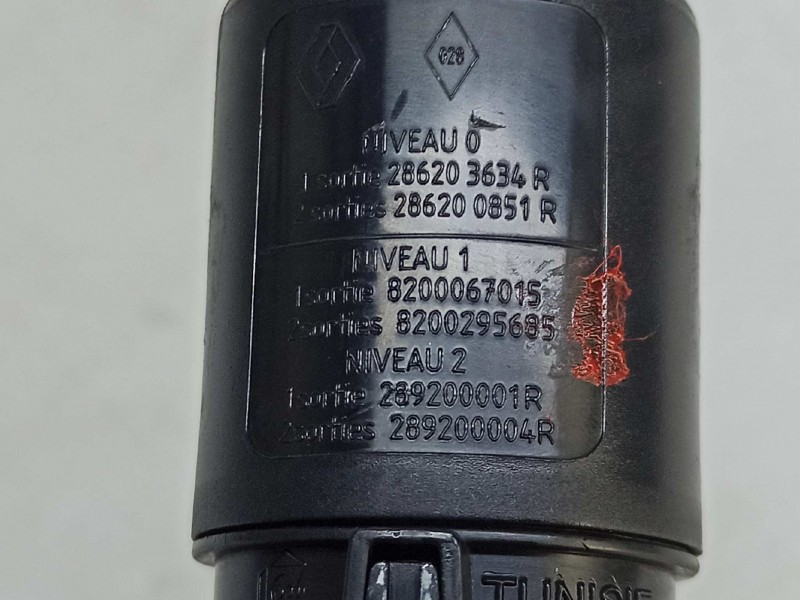 028
NIVEAU 0
1 sortie 28620 3634 R
2 sorties 28620 0851 R
NIVEAU 1
1 sortie 8200067015
2 sorties 8200295685
NIVEAU 2
1 sortie 289200001R
2 sorties 289200004R
TUNISIE